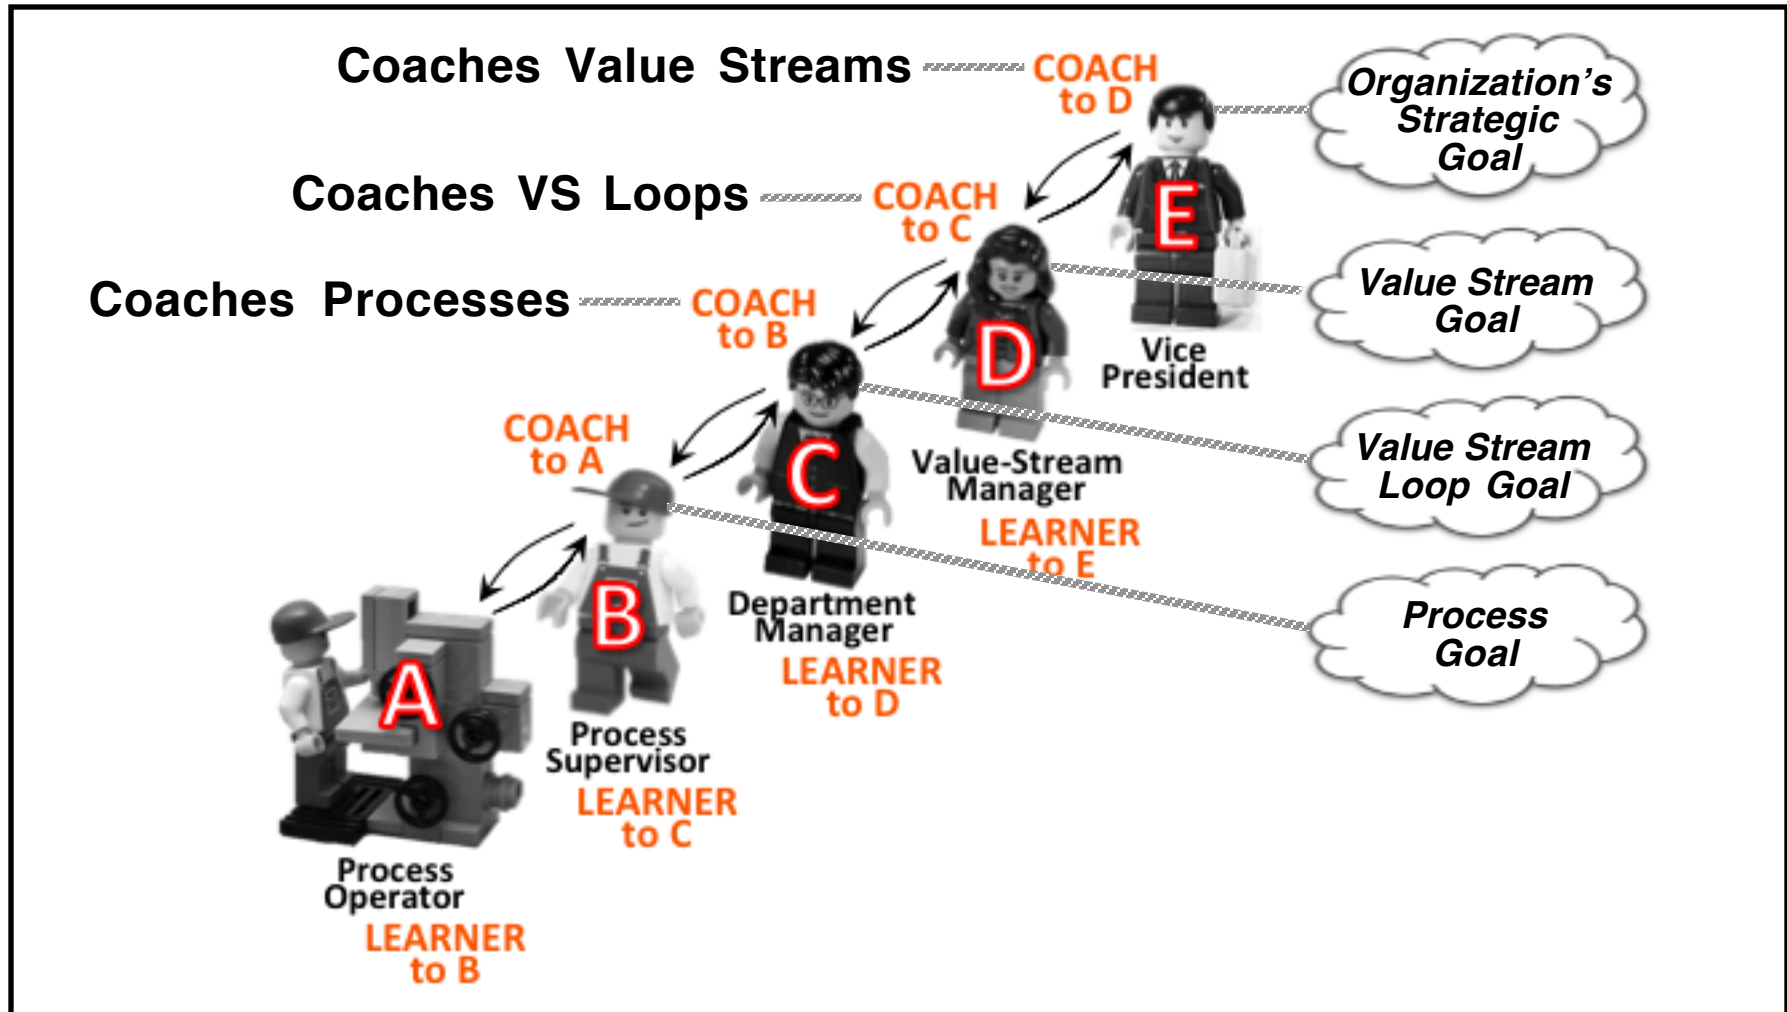 Coaches Value Streams
COACH
to D
Organization's
Strategic
Goal
E
Vice
President
Coaches VS Loops
COACH
to C
Value Stream
Goal
D
Value-Stream
Manager
LEARNER
to E
Coaches Processes
COACH
to B
Value Stream
Loop Goal
C
Department
Manager
LEARNER
to D
COACH
to A
Process
Goal
B
Process
Supervisor
LEARNER
to C
A
Process
Operator
LEARNER
to B